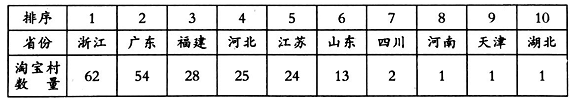 排序 1 2 3 4 5 6 7 8 9 10
省份 浙江 广东 福建 河北 江苏 山东 四川 河南 天津 湖北
淘宝村数量 62 54 28 25 24 13 2 1 1 1